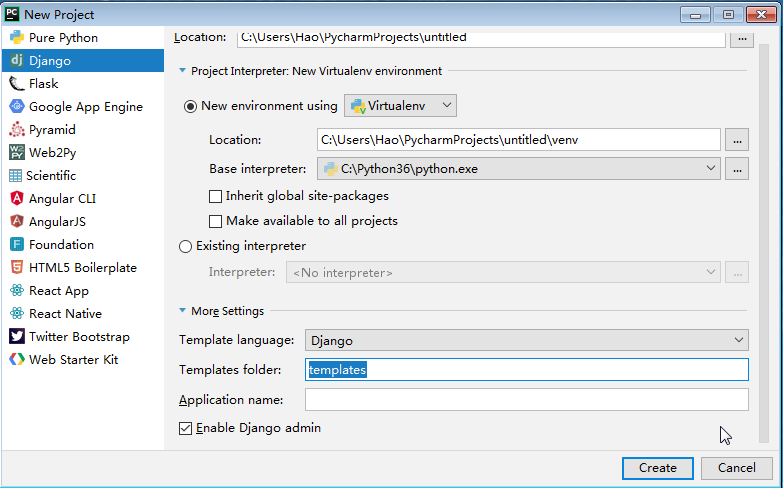 PC New Project
Pure Python
dj Django
Flask
Google App Engine
Pyramid
WEB 2PY Web2Py
Scientific
Angular CLI
AngularJS
Foundation
HTML5 Boilerplate
React App
React Native
Twitter Bootstrap
Web Starter Kit
Location: C:\Users\Hao\PycharmProjects\untitled ...
Project Interpreter: New Virtualenv environment
New environment using Virtualenv
Location: C:\Users\Hao\PycharmProjects\untitled\venv ...
Base interpreter: C:\Python36\python.exe ...
Inherit global site-packages
Make available to all projects
Existing interpreter
Interpreter: <No interpreter> ...
More Settings
Template language: Django
Templates folder: templates
Application name:
Enable Django admin
Create Cancel